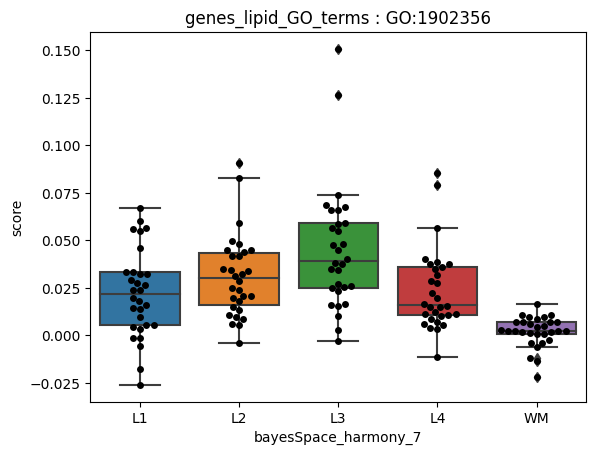 genes_lipid_GO_terms : GO:1902356
0.150
0.125
0.100
0.075
0.050
0.025
0.000
−0.025
score
L1 L2 L3 L4 WM
bayesSpace_harmony_7